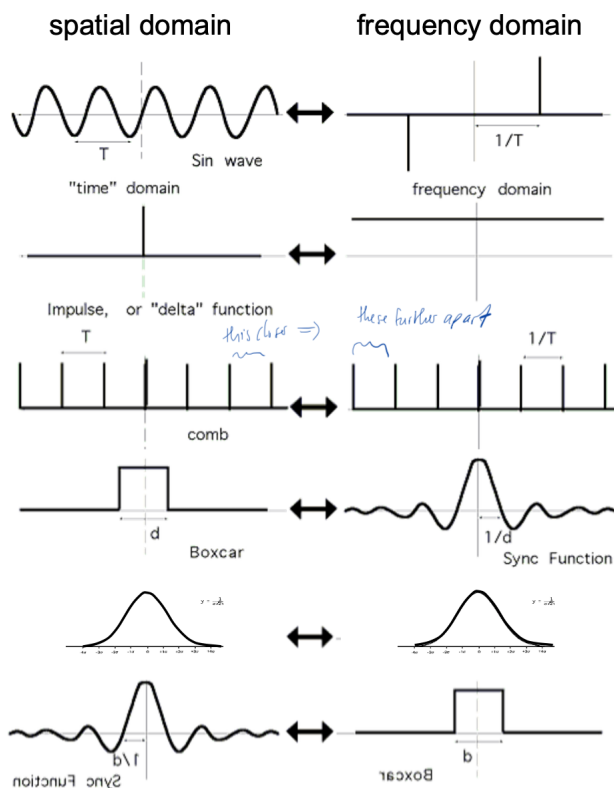 spatial domain
frequency domain
T
Sin wave
1/T
"time" domain
frequency domain
Impulse, or "delta" function
this closer =)
these further apart
T
1/T
comb
d
Boxcar
1/d
Sync Function
1/d
Sync Function
d
Boxcar